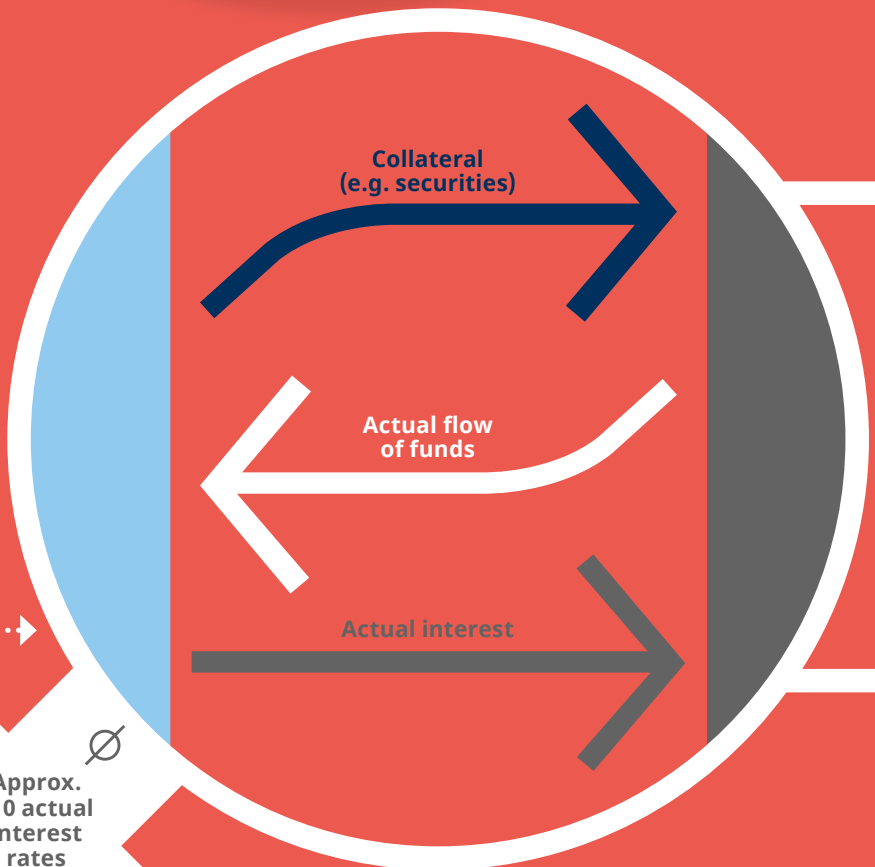 Collateral
(e.g. securities)
Actual flow
of funds
Actual interest
Approx.
0 actual
nterest
rates